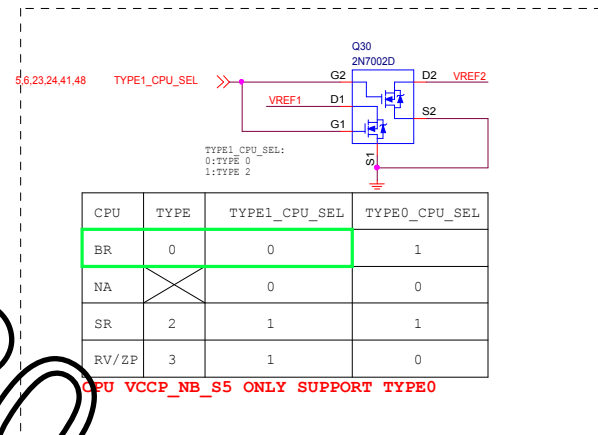 Q30
2N7002D
5,6,23,24,41,48 TYPE1_CPU_SEL G2 D2 VREF2
VREF1 D1
S2
G1
TYPE1_CPU_SEL:
0:TYPE 0
1:TYPE 2
S1
CPU TYPE TYPE1_CPU_SEL TYPE0_CPU_SEL
BR 0 0 1
NA 0 0
SR 2 1 1
RV/ZP 3 1 0
CPU VCCP_NB_S5 ONLY SUPPORT TYPE0